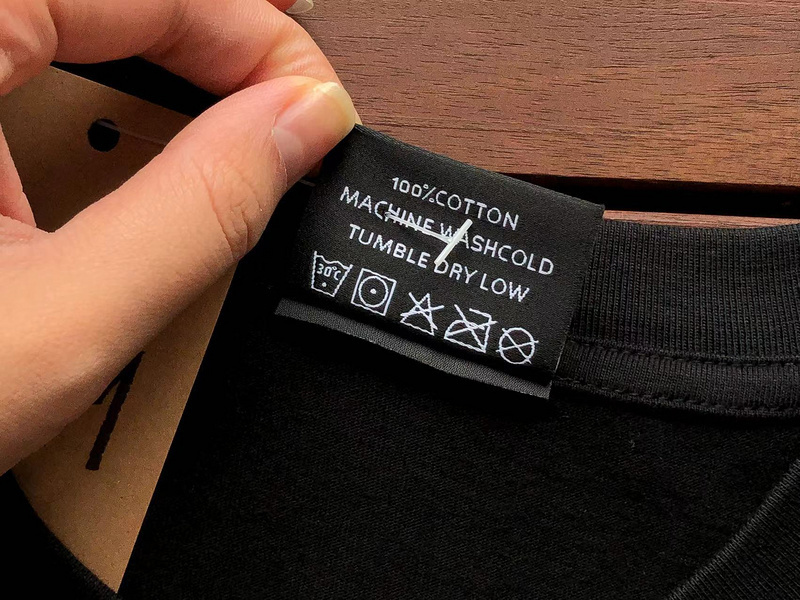 100%COTTON
MACHINE WASHCOLD
TUMBLE DRY LOW
30°C